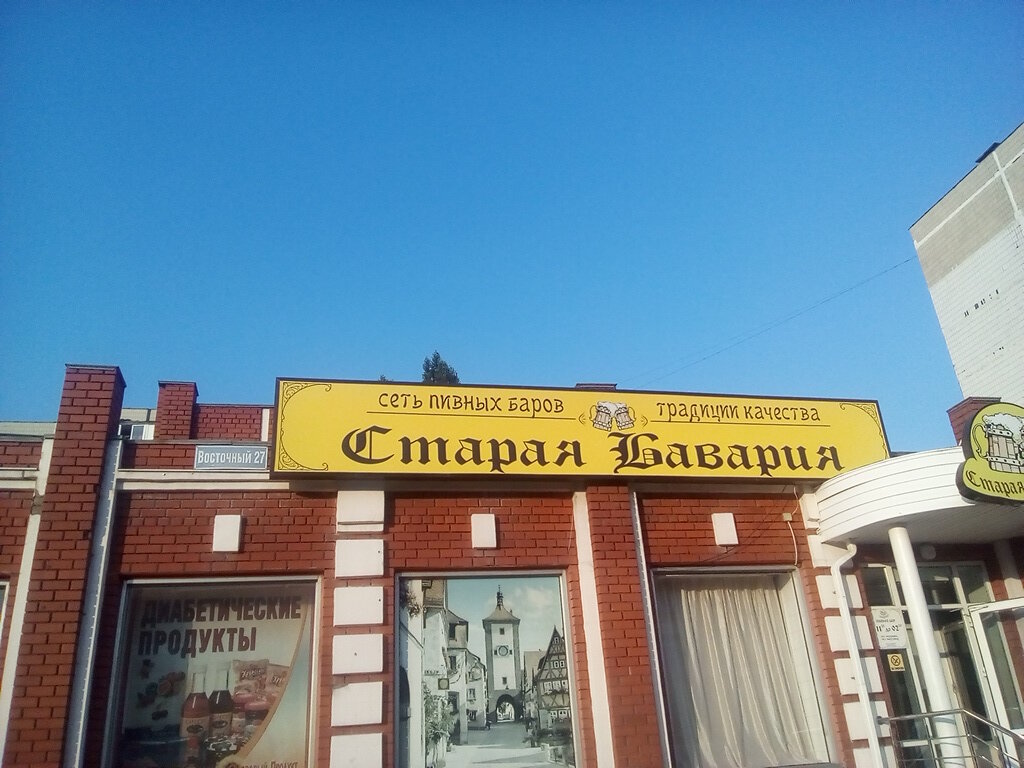 сеть пивных баров
традиции качества
Старая Бавария
Восточный 27
Старая
ДИАБЕТИЧЕСКИЕ
ПРОДУКТЫ